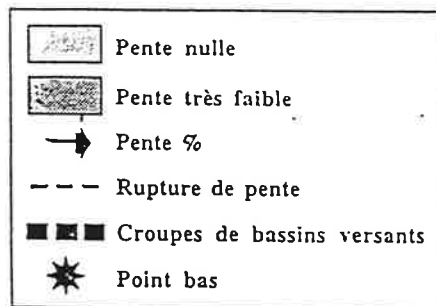 Pente nulle
Pente très faible
Pente %
Rupture de pente
Croupes de bassins versants
Point bas